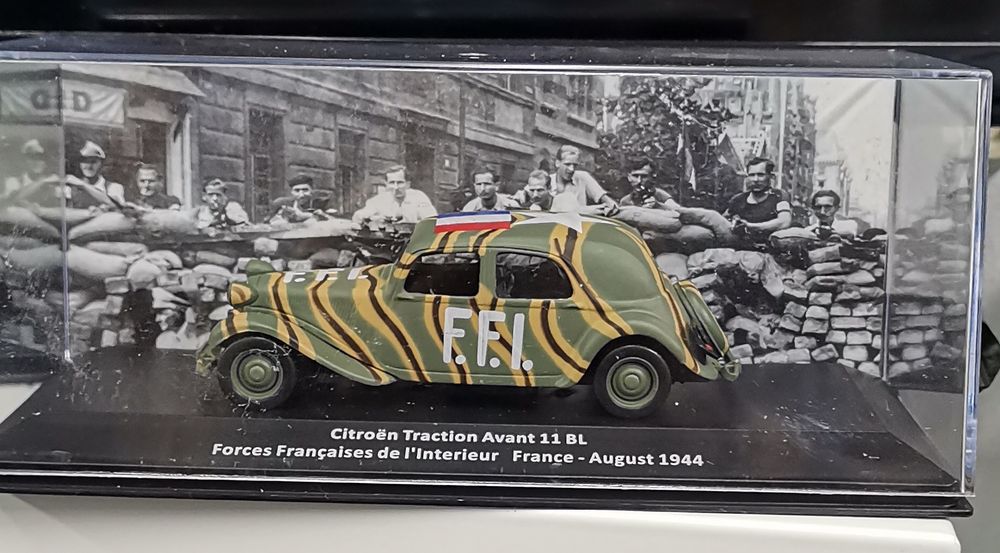 F.F.I.
F.F.I.
Citroën Traction Avant 11 BL
Forces Françaises de l'Interieur France - August 1944